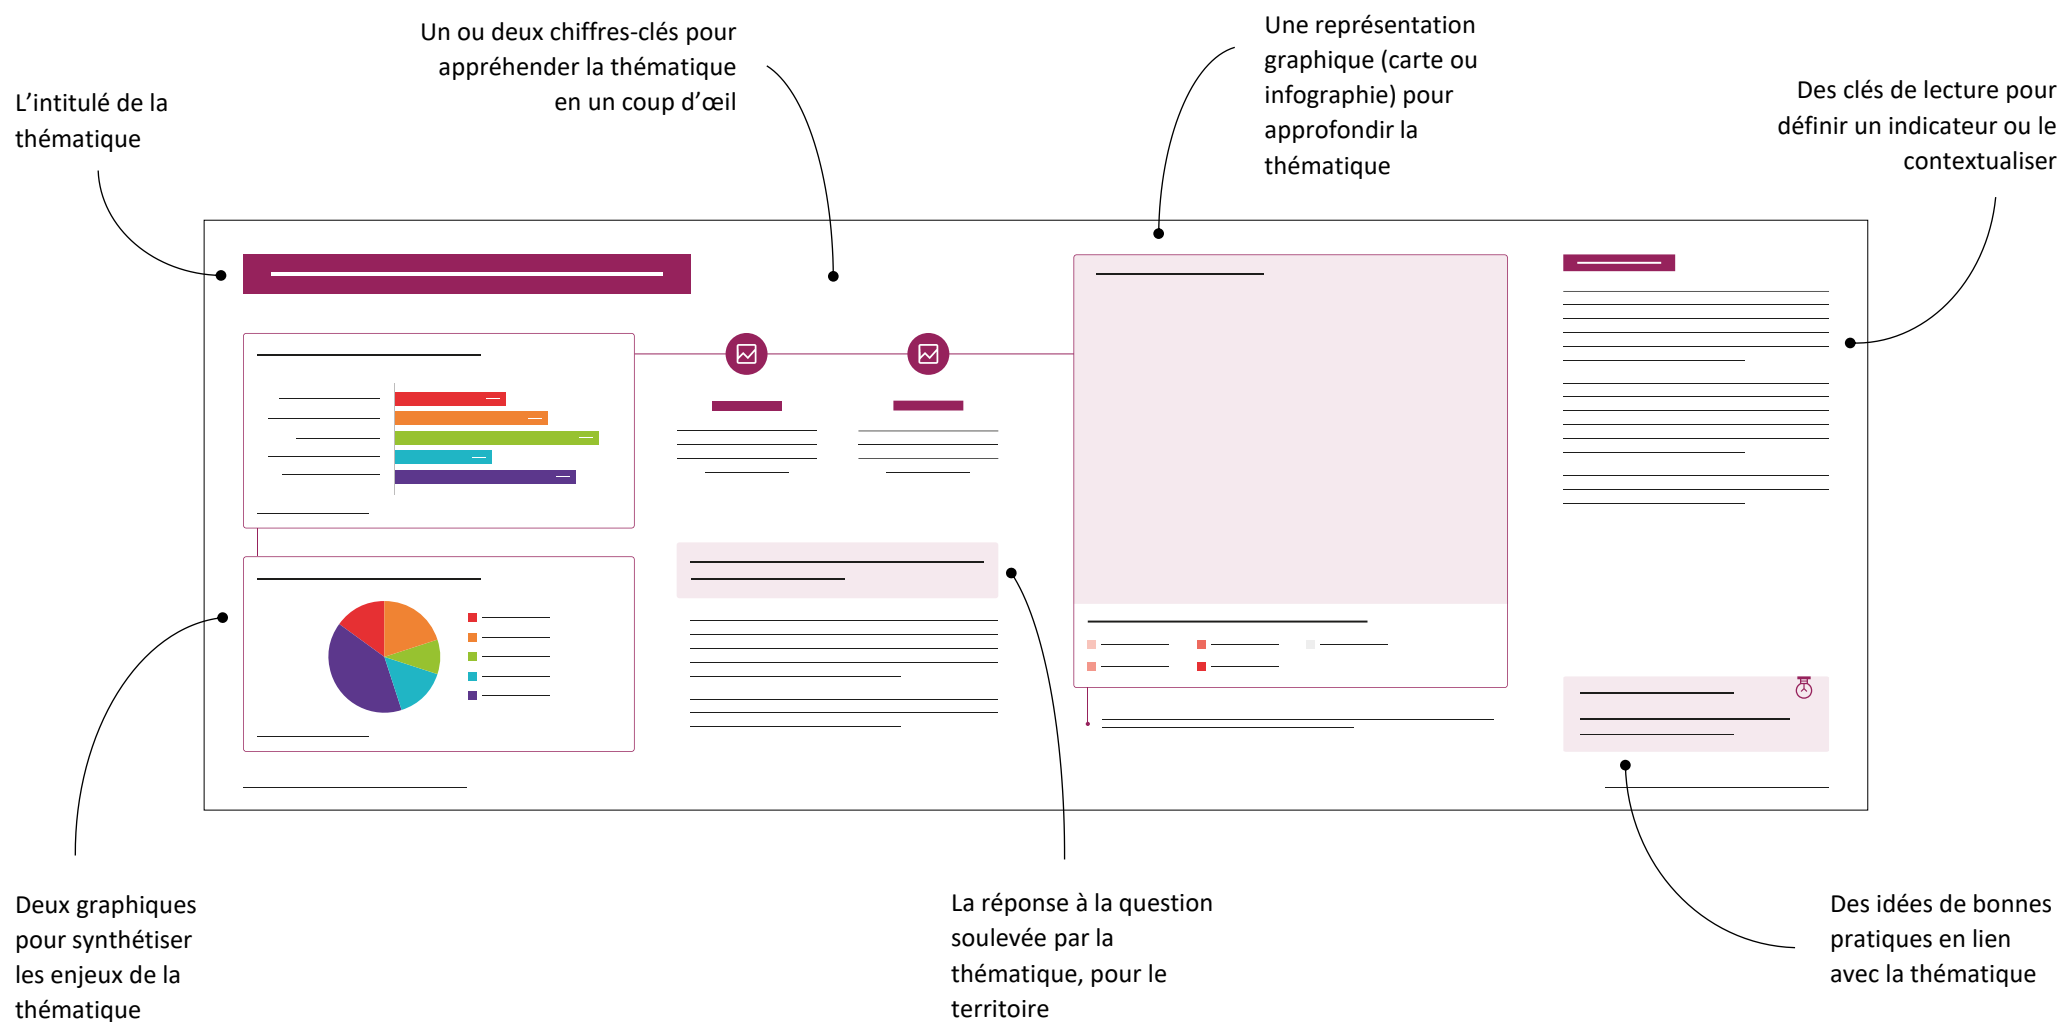 L’intitulé de la
thématique
Un ou deux chiffres-clés pour
appréhender la thématique
en un coup d’œil
Une représentation
graphique (carte ou
infographie) pour
approfondir la
thématique
Des clés de lecture pour
définir un indicateur ou le
contextualiser
Deux graphiques
pour synthétiser
les enjeux de la
thématique
La réponse à la question
soulevée par la
thématique, pour le
territoire
Des idées de bonnes
pratiques en lien
avec la thématique